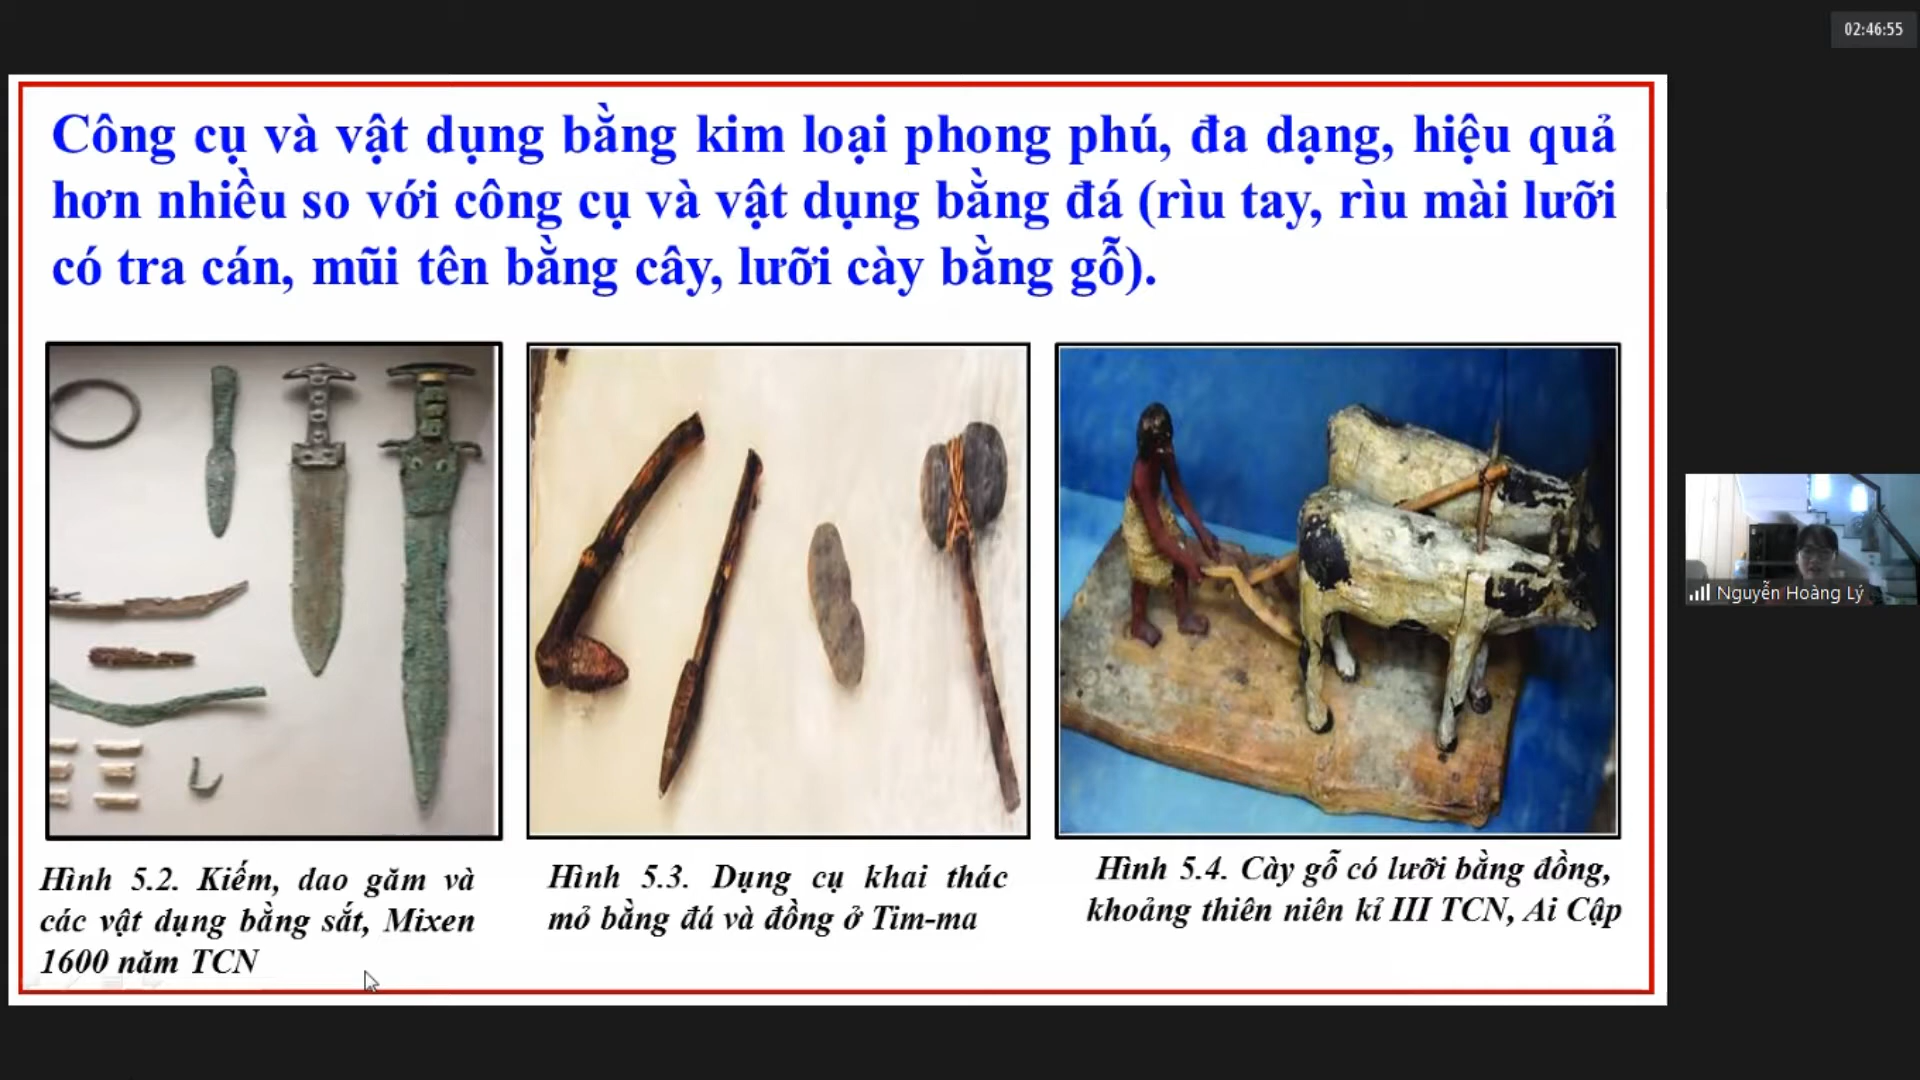 02:46:55
Công cụ và vật dụng bằng kim loại phong phú, đa dạng, hiệu quả
hơn nhiều so với công cụ và vật dụng bằng đá (rìu tay, rìu mài lưỡi
có tra cán, mũi tên bằng cây, lưỡi cày bằng gỗ).
Hình 5.2. Kiếm, dao găm và
các vật dụng bằng sắt, Mixen
1600 năm TCN
Hình 5.3. Dụng cụ khai thác
mỏ bằng đá và đồng ở Tim-ma
Hình 5.4. Cày gỗ có lưỡi bằng đồng,
khoảng thiên niên kỉ III TCN, Ai Cập
Nguyễn Hoàng Lý